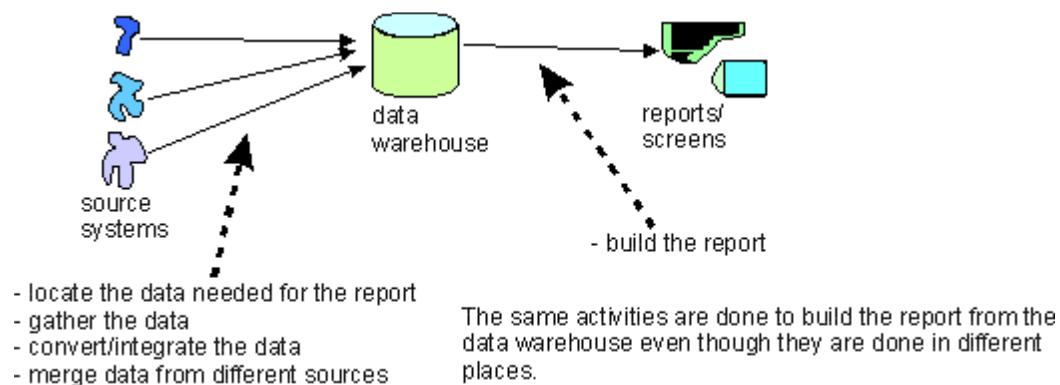 data
warehouse
reports/
screens
source
systems
- build the report
- locate the data needed for the report
- gather the data
- convert/integrate the data
- merge data from different sources
The same activities are done to build the report from the
data warehouse even though they are done in different
places.